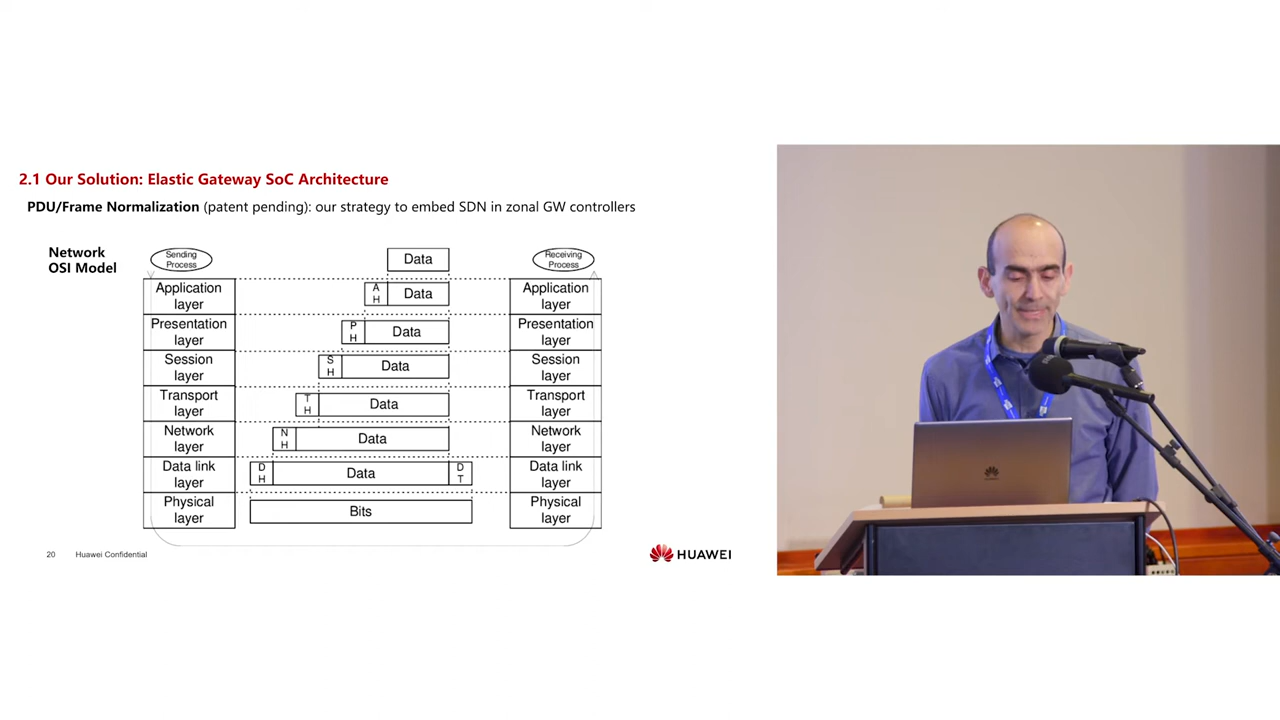 2.1 Our Solution: Elastic Gateway SoC Architecture
PDU/Frame Normalization (patent pending): our strategy to embed SDN in zonal GW controllers
Network
OSI Model
Sending
Process
Data
Receiving
Process
Application
layer
A
H
Data
Application
layer
Presentation
layer
P
H
Data
Presentation
layer
Session
layer
S
H
Data
Session
layer
Transport
layer
T
H
Data
Transport
layer
Network
layer
N
H
Data
Network
layer
Data link
layer
D
H
Data
D
T
Data link
layer
Physical
layer
Bits
Physical
layer
20 Huawei Confidential
HUAWEI